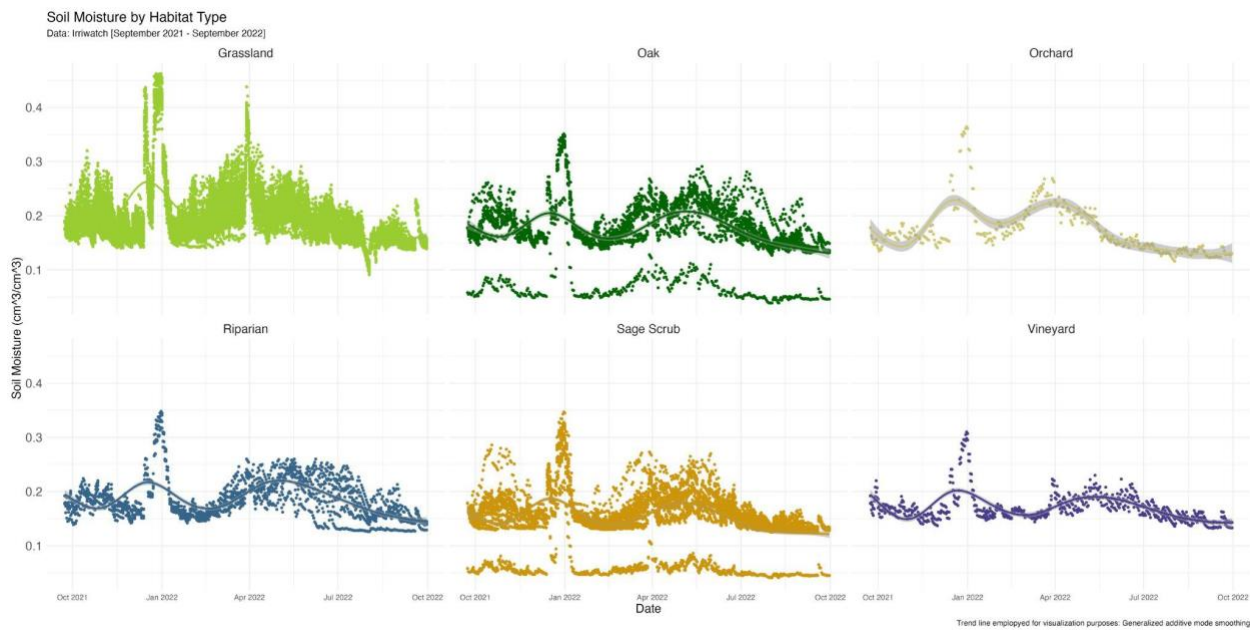 Soil Moisture by Habitat Type
Data: Irriwatch [September 2021 - September 2022]
Grassland
Oak
Orchard
0.4
0.3
0.2
0.1
Soil Moisture (cm^3/cm^3)
Riparian
Sage Scrub
Vineyard
0.4
0.3
0.2
0.1
Oct 2021 Jan 2022 Apr 2022 Jul 2022 Oct 2022
Oct 2021 Jan 2022 Apr 2022 Jul 2022 Oct 2022
Oct 2021 Jan 2022 Apr 2022 Jul 2022 Oct 2022
Date
Trend line emplopyed for visualization purposes: Generalized additive mode smoothing